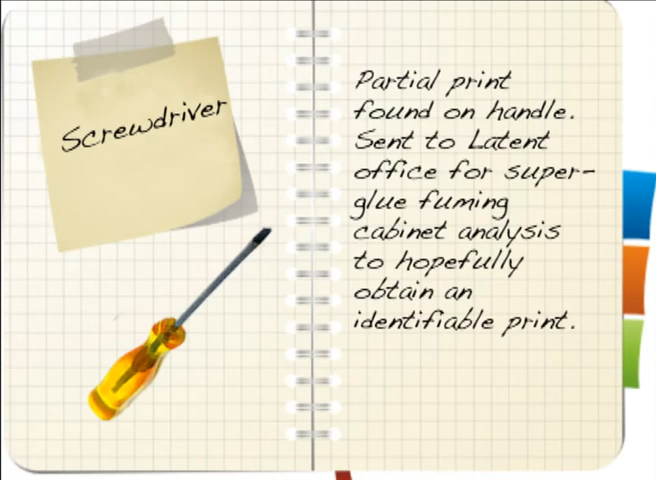 Screwdriver
Partial print
found on handle.
Sent to Latent
office for super-
glue fuming
cabinet analysis
to hopefully
obtain an
identifiable print.